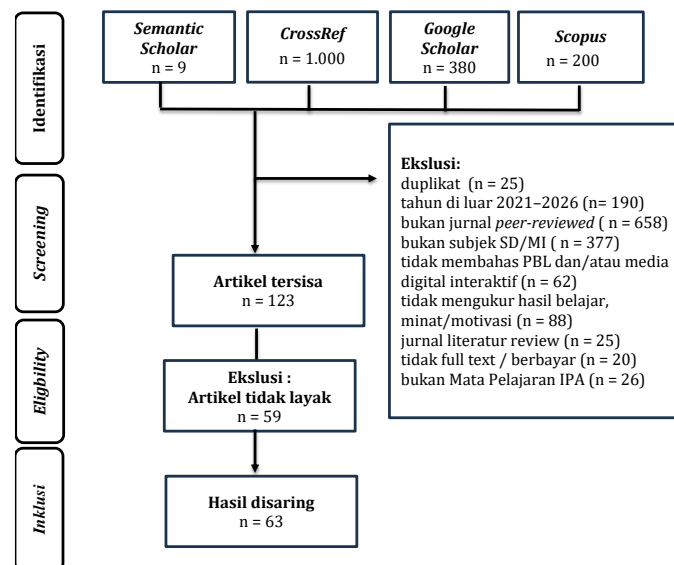 Identifikasi
Semantic
Scholar
n = 9
CrossRef
n = 1.000
Google
Scholar
n = 380
Scopus
n = 200
Screening
Eksklusi:
duplikat (n = 25)
tahun di luar 2021–2026 (n= 190)
bukan jurnal peer-reviewed ( n = 658)
bukan subjek SD/MI ( n = 377)
tidak membahas PBL dan/atau media
digital interaktif (n = 62)
tidak mengukur hasil belajar,
minat/motivasi (n = 88)
jurnal literatur review (n = 25)
tidak full text / berbayar (n = 20)
bukan Mata Pelajaran IPA (n = 26)
Artikel tersisa
n = 123
Eligbility
Ekslusi :
Artikel tidak layak
n = 59
Inklusi
Hasil disaring
n = 63